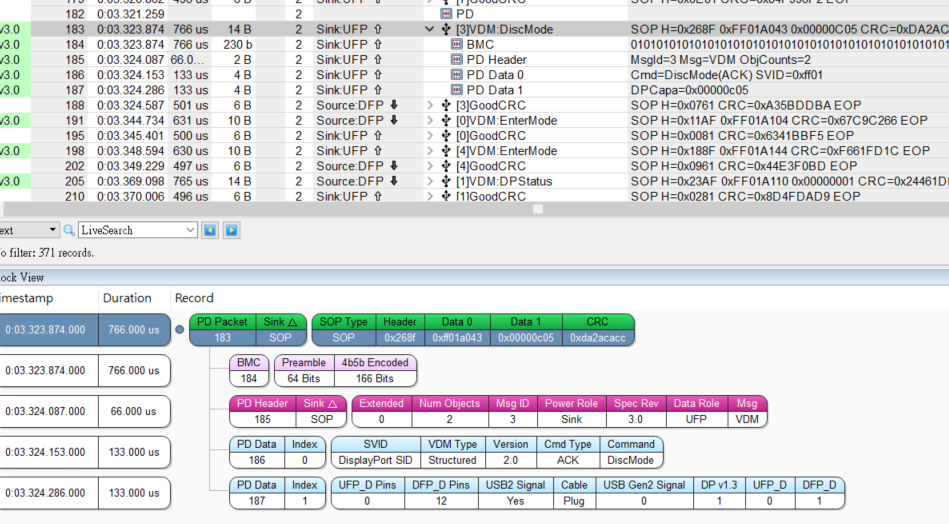 182 0:03.321.259 2 PD
v3.0 183 0:03.323.874 766 us 14 B 2 Sink:UFP ⇧ [3]VDM:DiscMode SOP H=0x268F 0xFF01A043 0x00000C05 CRC=0xDA2AC
184 0:03.323.874 766 us 230 b 2 Sink:UFP ⇧ BMC
v3.0 185 0:03.324.087 66.0... 2 B 2 Sink:UFP ⇧ PD Header MsgId=3 Msg=VDM ObjCounts=2
v3.0 186 0:03.324.153 133 us 4 B 2 Sink:UFP ⇧ PD Data 0 Cmd=DiscMode(ACK) SVID=0xff01
v3.0 187 0:03.324.286 133 us 4 B 2 Sink:UFP ⇧ PD Data 1 DPCapa=0x00000c05
188 0:03.324.587 501 us 6 B 2 Source:DFP ⬇ [3]GoodCRC SOP H=0x0761 CRC=0xA35BDDBA EOP
v3.0 191 0:03.344.734 631 us 10 B 2 Source:DFP ⬇ [0]VDM:EnterMode SOP H=0x11AF 0xFF01A104 CRC=0x67C9C266 EOP
195 0:03.345.401 500 us 6 B 2 Sink:UFP ⇧ [0]GoodCRC SOP H=0x0081 CRC=0x6341BBF5 EOP
v3.0 198 0:03.348.594 630 us 10 B 2 Sink:UFP ⇧ [4]VDM:EnterMode SOP H=0x188F 0xFF01A144 CRC=0xF661FD1C EOP
202 0:03.349.229 497 us 6 B 2 Source:DFP ⬇ [4]GoodCRC SOP H=0x0961 CRC=0x44E3F0BD EOP
v3.0 205 0:03.369.098 765 us 14 B 2 Source:DFP ⬇ [1]VDM:DPStatus SOP H=0x23AF 0xFF01A110 0x00000001 CRC=0x24461D
210 0:03.370.006 496 us 6 B 2 Sink:UFP ⇧ [1]GoodCRC SOP H=0x0281 CRC=0x8D4FDAD9 EOP
ext LiveSearch
o filter: 371 records.
ock View
imestamp Duration Record
0:03.323.874.000 766.000 us PD Packet Sink △ SOP Type Header Data 0 Data 1 CRC
183 SOP SOP 0x268f 0xff01a043 0x00000c05 0xda2acacc
0:03.323.874.000 766.000 us BMC Preamble 4b5b Encoded
184 64 Bits 166 Bits
0:03.324.087.000 66.000 us PD Header Sink △ Extended Num Objects Msg ID Power Role Spec Rev Data Role Msg
185 SOP 0 2 3 Sink 3.0 UFP VDM
0:03.324.153.000 133.000 us PD Data Index SVID VDM Type Version Cmd Type Command
186 0 DisplayPort SID Structured 2.0 ACK DiscMode
0:03.324.286.000 133.000 us PD Data Index UFP_D Pins DFP_D Pins USB2 Signal Cable USB Gen2 Signal DP v1.3 UFP_D DFP_D
187 1 0 12 Yes Plug 0 1 0 1